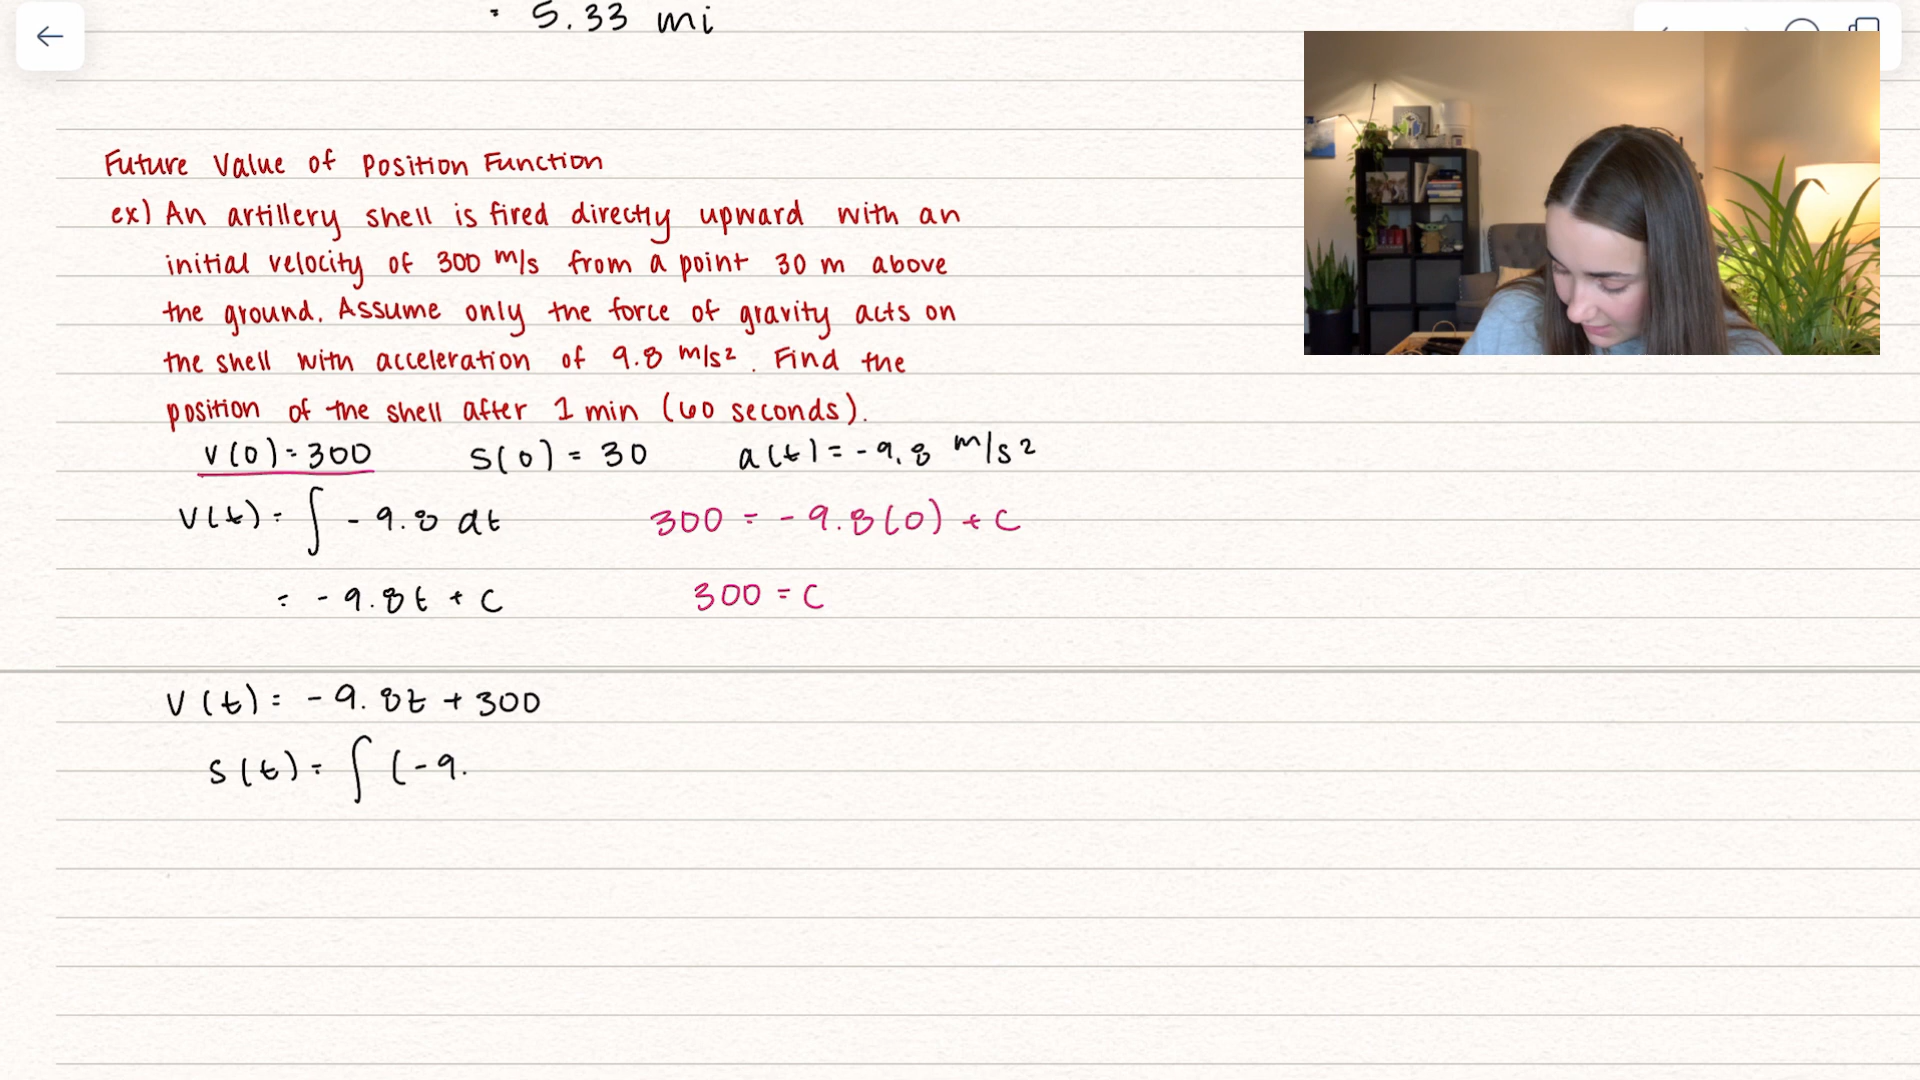 = 5.33 mi
Future Value of Position Function
ex) An artillery shell is fired directly upward with an
initial velocity of 300 m/s from a point 30 m above
the ground. Assume only the force of gravity acts on
the shell with acceleration of 9.8 m/s². Find the
position of the shell after 1 min (60 seconds).
v(0)=300 s(0)=30 a(t)=-9.8 m/s²
v(t)=∫-9.8 dt 300 = -9.8(0) + C
= -9.8t + C 300 = C
v(t) = -9.8t + 300
s(t) = ∫(-9.